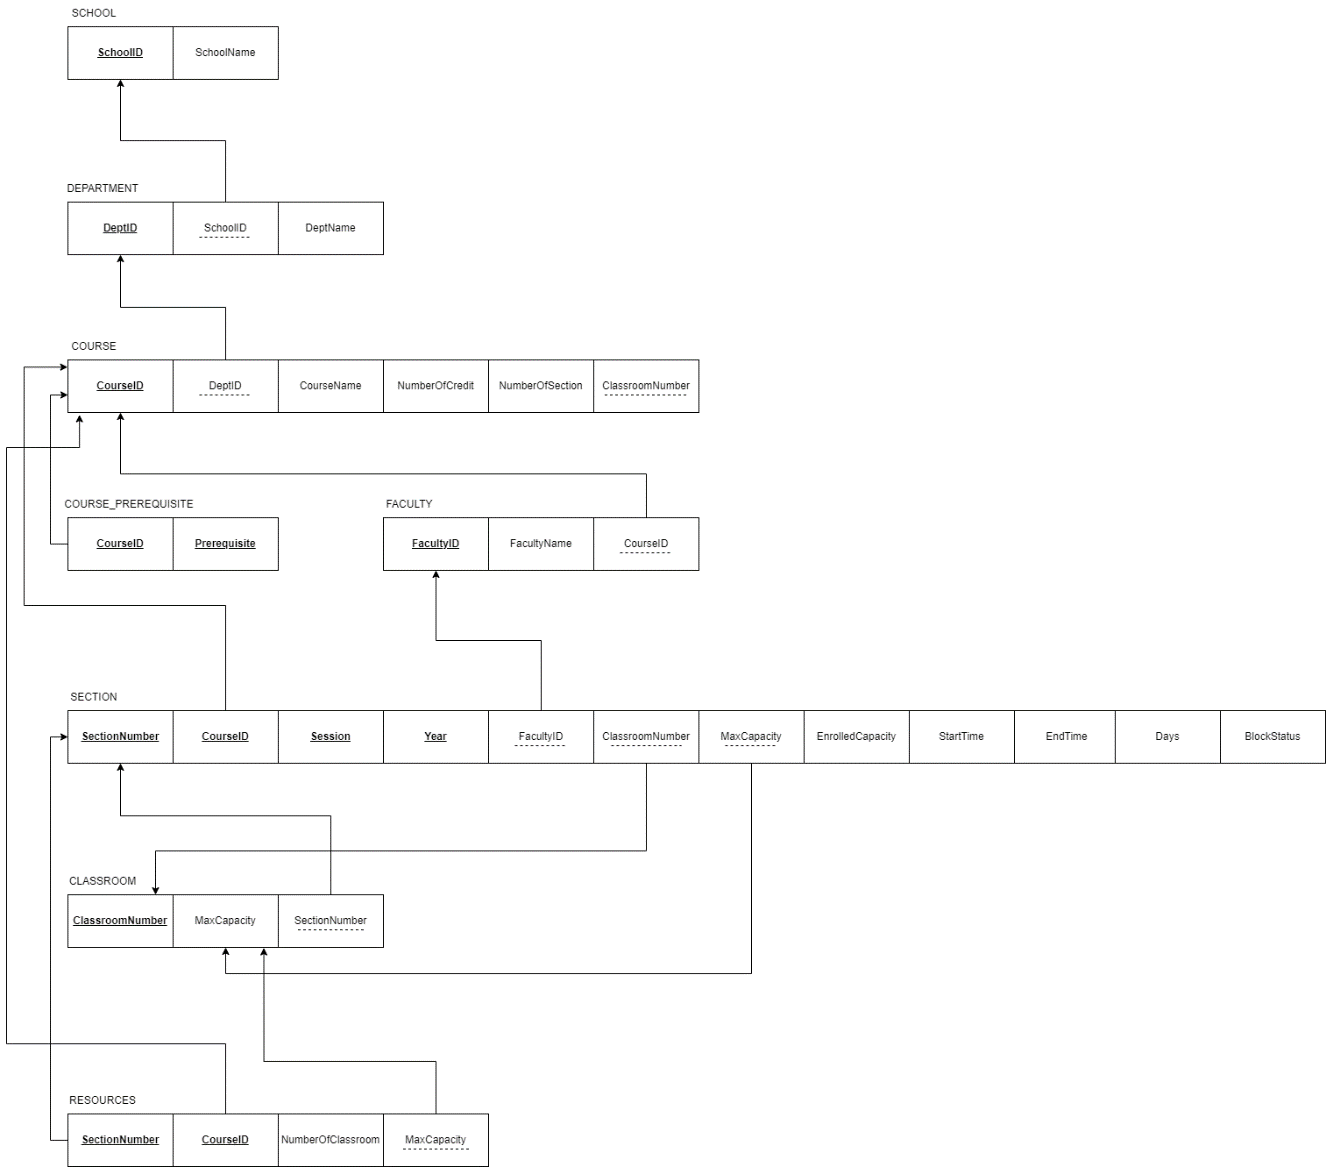 SCHOOL
SchoolID SchoolName
DEPARTMENT
DeptID SchoolID DeptName
COURSE
CourseID DeptID CourseName NumberOfCredit NumberOfSection ClassroomNumber
COURSE_PREREQUISITE FACULTY
CourseID Prerequisite FacultyID FacultyName CourseID
SECTION
SectionNumber CourseID Session Year FacultyID ClassroomNumber MaxCapacity EnrolledCapacity StartTime EndTime Days BlockStatus
CLASSROOM
ClassroomNumber MaxCapacity SectionNumber
RESOURCES
SectionNumber CourseID NumberOfClassroom MaxCapacity